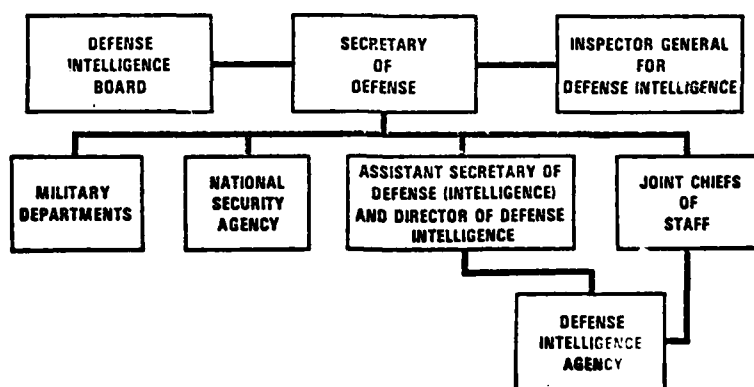 DEFENSE
INTELLIGENCE
BOARD
SECRETARY
OF
DEFENSE
INSPECTOR GENERAL
FOR
DEFENSE INTELLIGENCE
MILITARY
DEPARTMENTS
NATIONAL
SECURITY
AGENCY
ASSISTANT SECRETARY OF
DEFENSE (INTELLIGENCE)
AND DIRECTOR OF DEFENSE
INTELLIGENCE
JOINT CHIEFS
OF
STAFF
DEFENSE
INTELLIGENCE
AGENCY